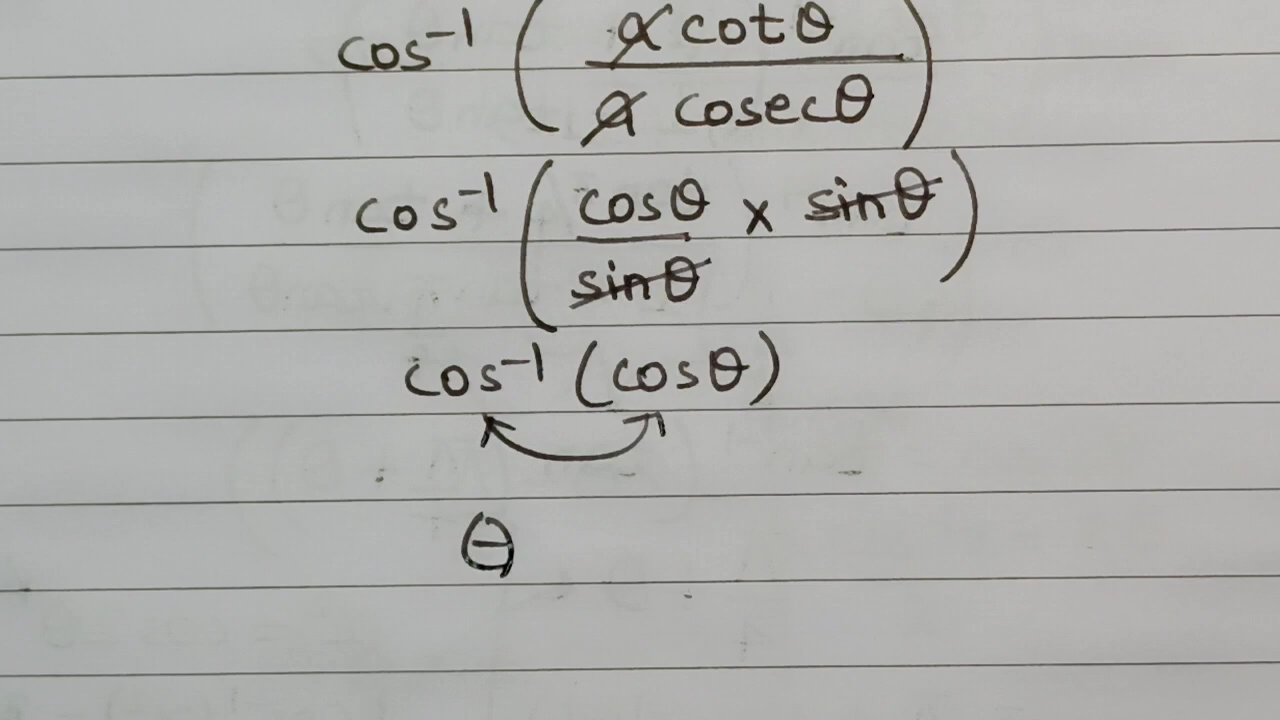 cos⁻¹ ( a cotθ / a cosecθ )
cos⁻¹ ( cosθ / sinθ × sinθ )
cos⁻¹ (cosθ)
θ